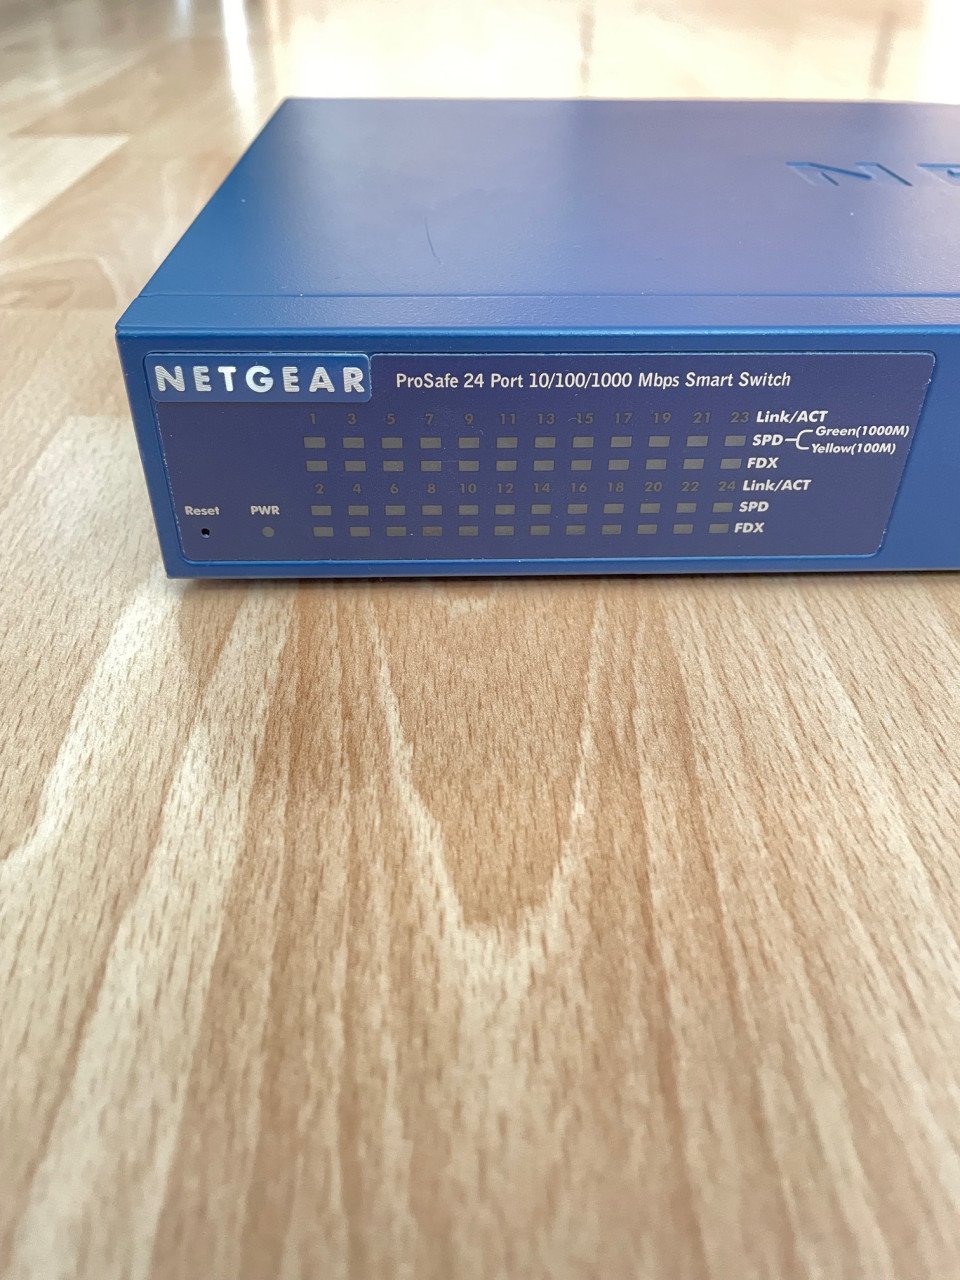 NETGEAR
ProSafe 24 Port 10/100/1000 Mbps Smart Switch
1 3 5 7 9 11 13 15 17 19 21 23 Link/ACT
SPD Green(1000M)
Yellow(100M)
FDX
2 4 6 8 10 12 14 16 18 20 22 24 Link/ACT
Reset PWR SPD
FDX